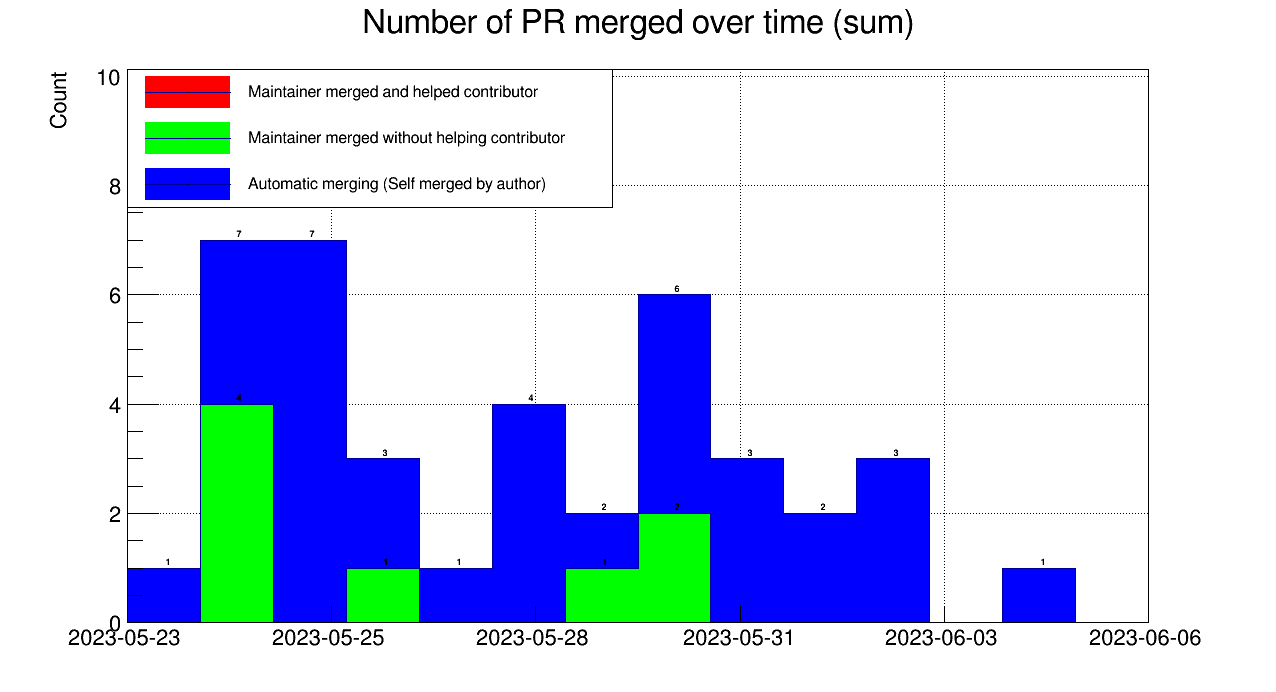 Number of PR merged over time (sum)
Count
10
8
6
4
2
0
Maintainer merged and helped contributor
Maintainer merged without helping contributor
Automatic merging (Self merged by author)
7 7
6
4 4
3 3 3
2 2 2
1 1 1 1 1
2023-05-23 2023-05-25 2023-05-28 2023-05-31 2023-06-03 2023-06-06